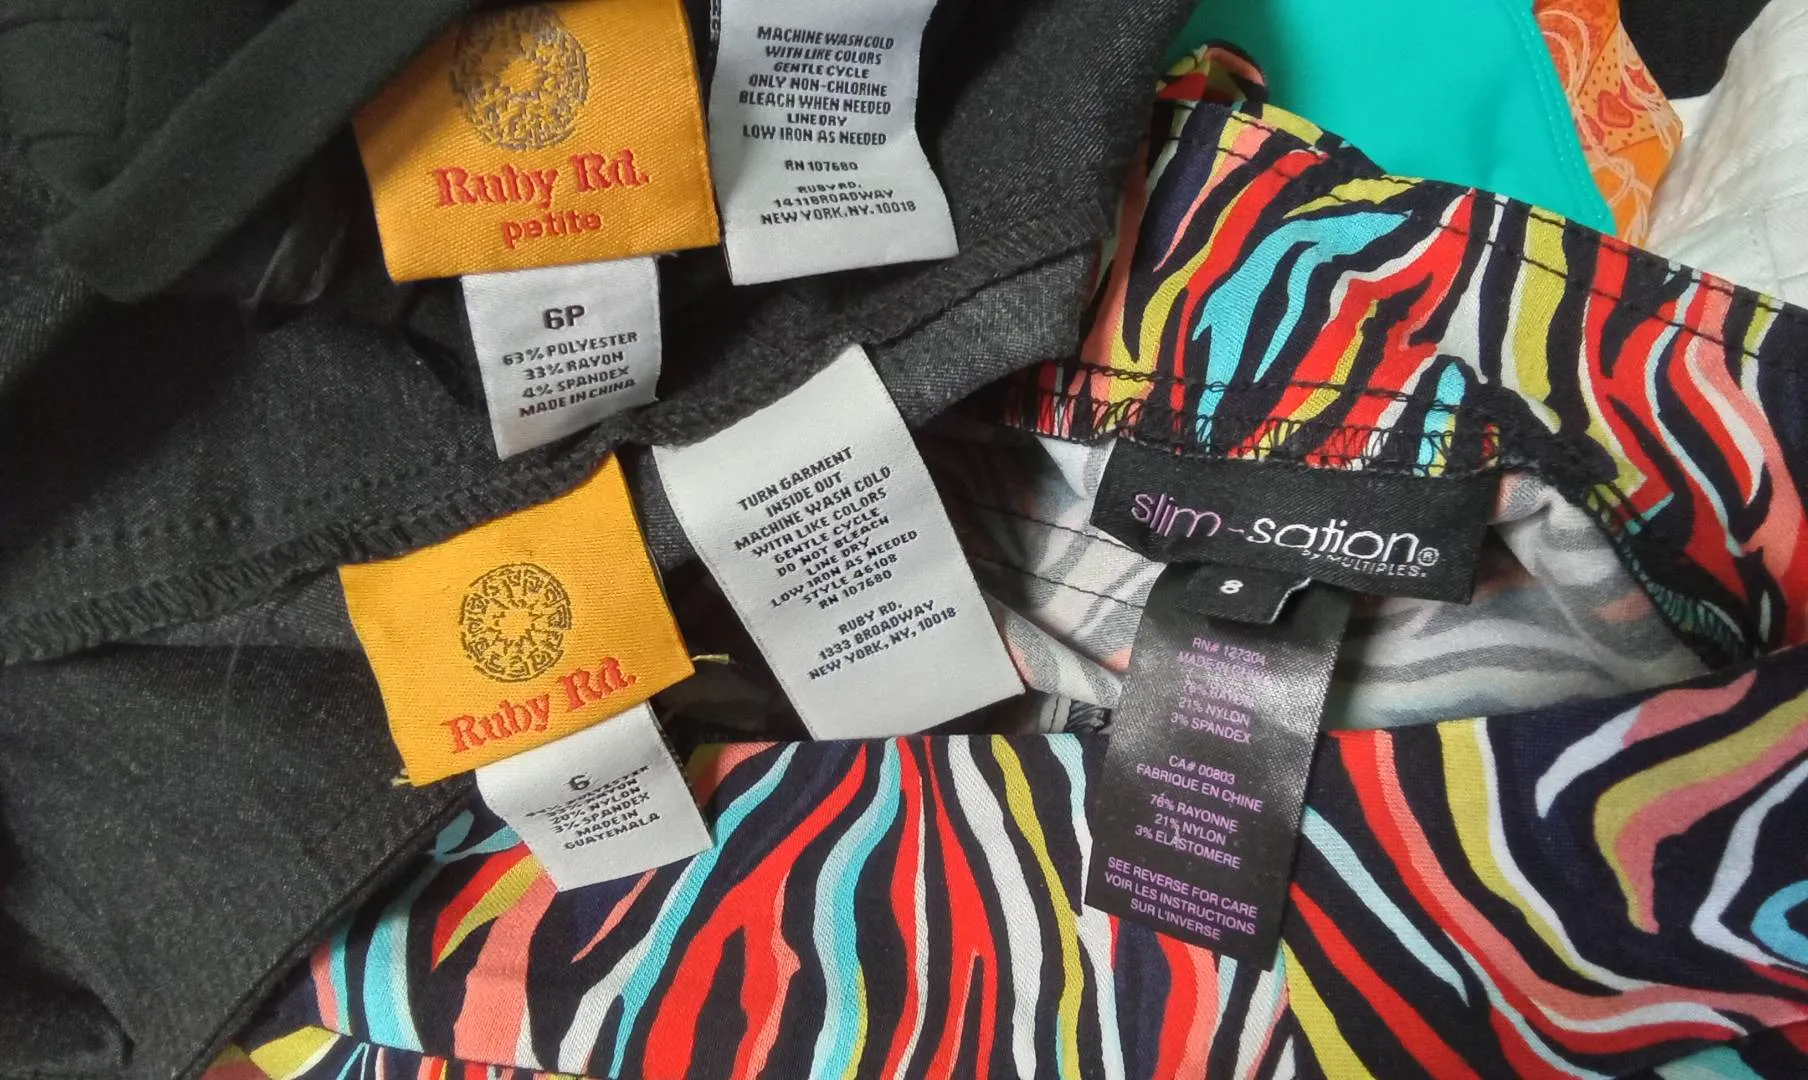 Ruby Rd.
petite
6P
63% POLYESTER
33% RAYON
4% SPANDEX
MADE IN CHINA
MACHINE WASH COLD
WITH LIKE COLORS
GENTLE CYCLE
ONLY NON-CHLORINE
BLEACH WHEN NEEDED
LINE DRY
LOW IRON AS NEEDED
RN 107680
RUBY RD.
1411 BROADWAY
NEW YORK, NY. 10018
Ruby Rd.
6
20% NYLON
3% SPANDEX
MADE IN
GUATEMALA
TURN GARMENT
INSIDE OUT
MACHINE WASH COLD
WITH LIKE COLORS
GENTLE CYCLE
DO NOT BLEACH
LINE DRY
LOW IRON AS NEEDED
STYLE 46108
RN 107680
RUBY RD.
1333 BROADWAY
NEW YORK, NY, 10018
slim-sation®
BY MULTIPLES.
8
RN# 127304
MADE IN
RAYON
21% NYLON
3% SPANDEX
CA# 00803
FABRIQUE EN CHINE
76% RAYONNE
21% NYLON
3% ELASTOMERE
SEE REVERSE FOR CARE
VOIR LES INSTRUCTIONS
SUR L'INVERSE